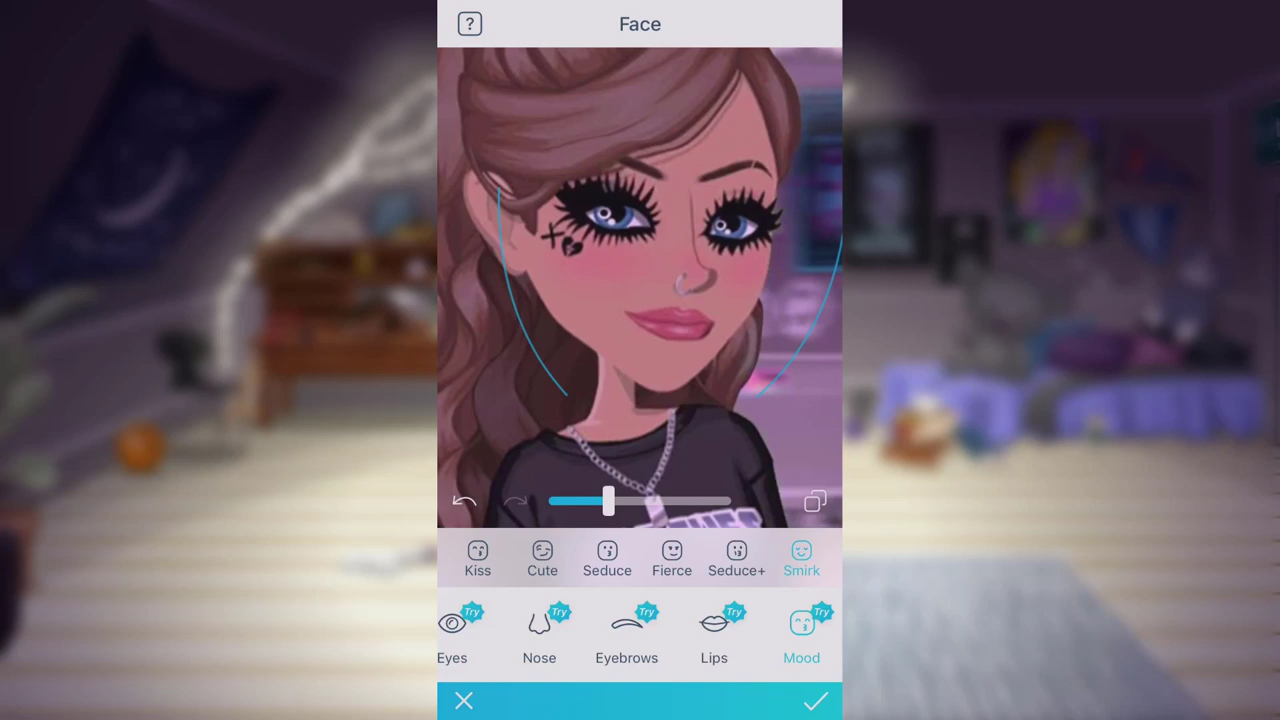 ?
Face
Kiss
Cute
Seduce
Fierce
Seduce+
Smirk
Try
Try
Try
Try
Try
Eyes
Nose
Eyebrows
Lips
Mood